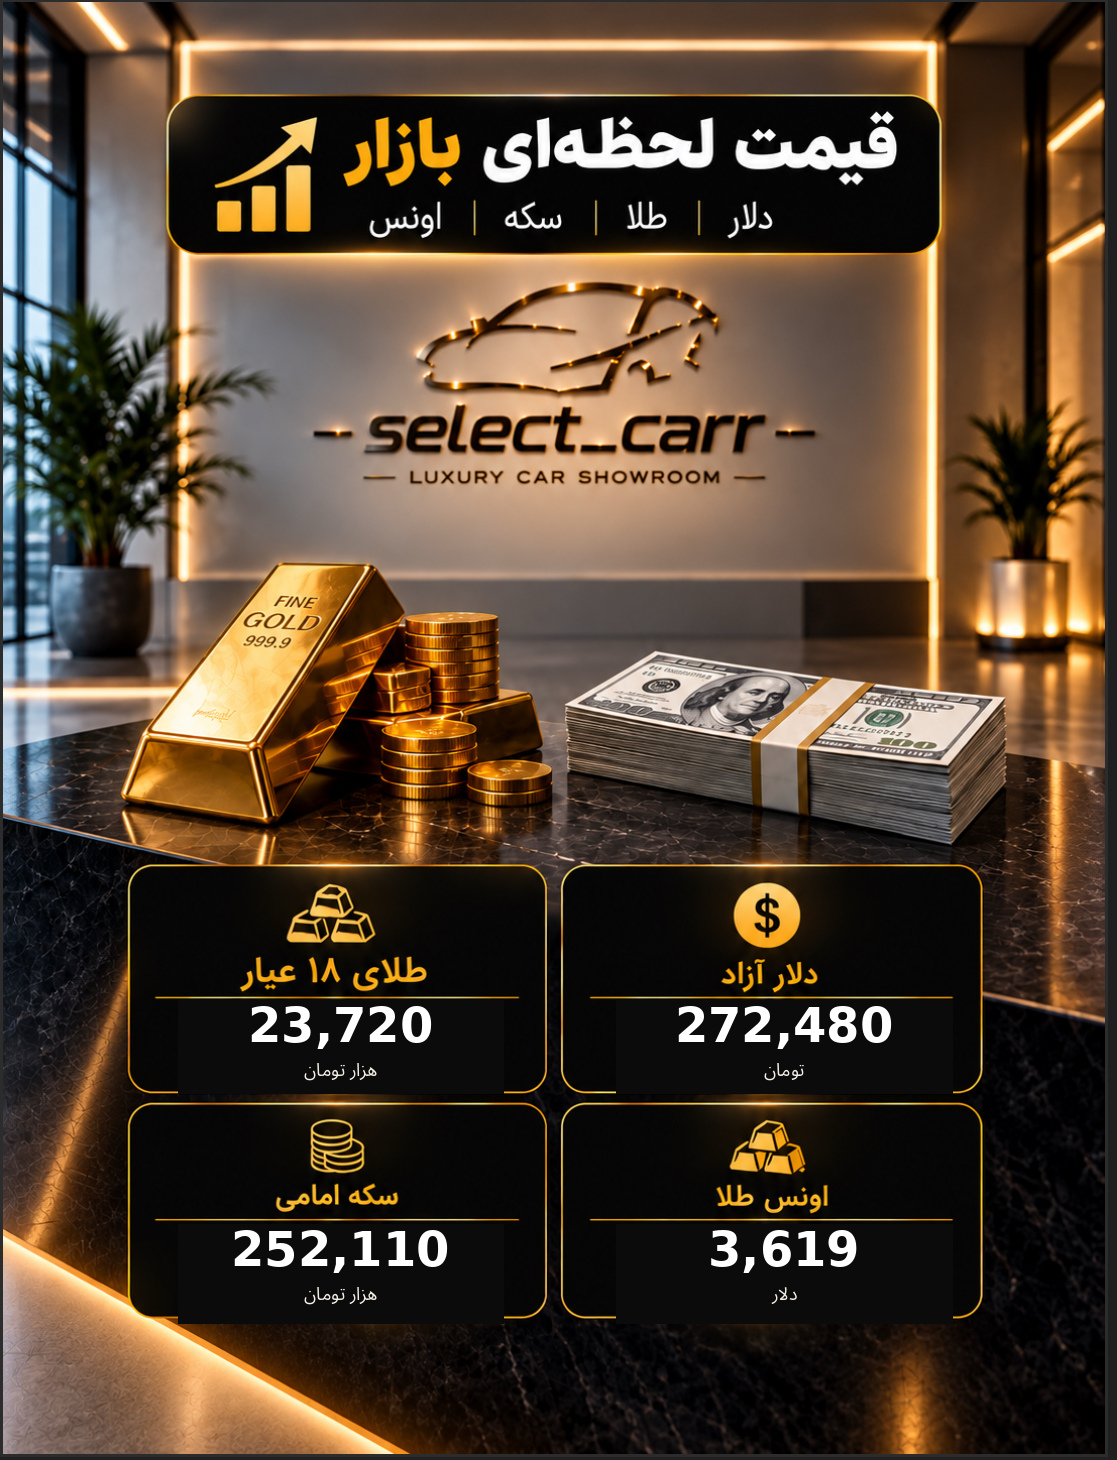 قیمت لحظه‌ای بازار
دلار | طلا | سکه | اونس
select_carr
LUXURY CAR SHOWROOM
FINE
GOLD
999.9
100
دلار آزاد
272,480
تومان
طلای ۱۸ عیار
23,720
هزار تومان
اونس طلا
3,619
دلار
سکه امامی
252,110
هزار تومان